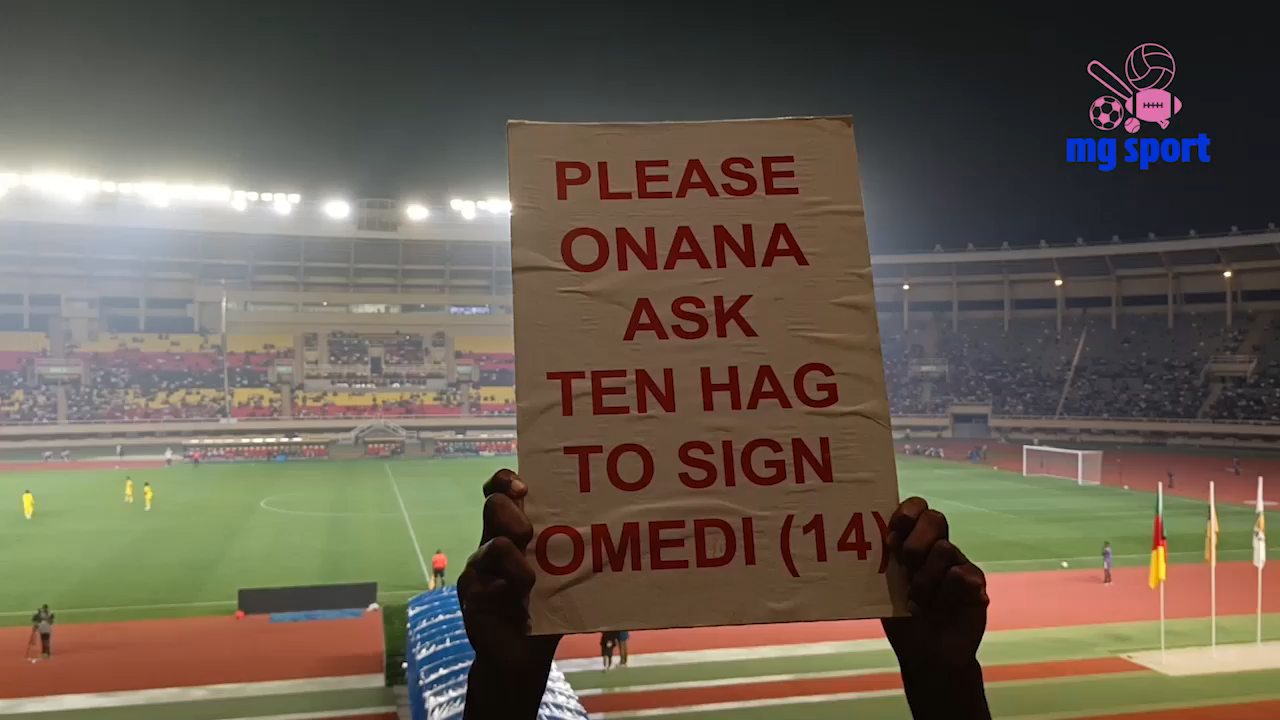 mg sport
PLEASE
ONANA
ASK
TEN HAG
TO SIGN
OMEDI (14)